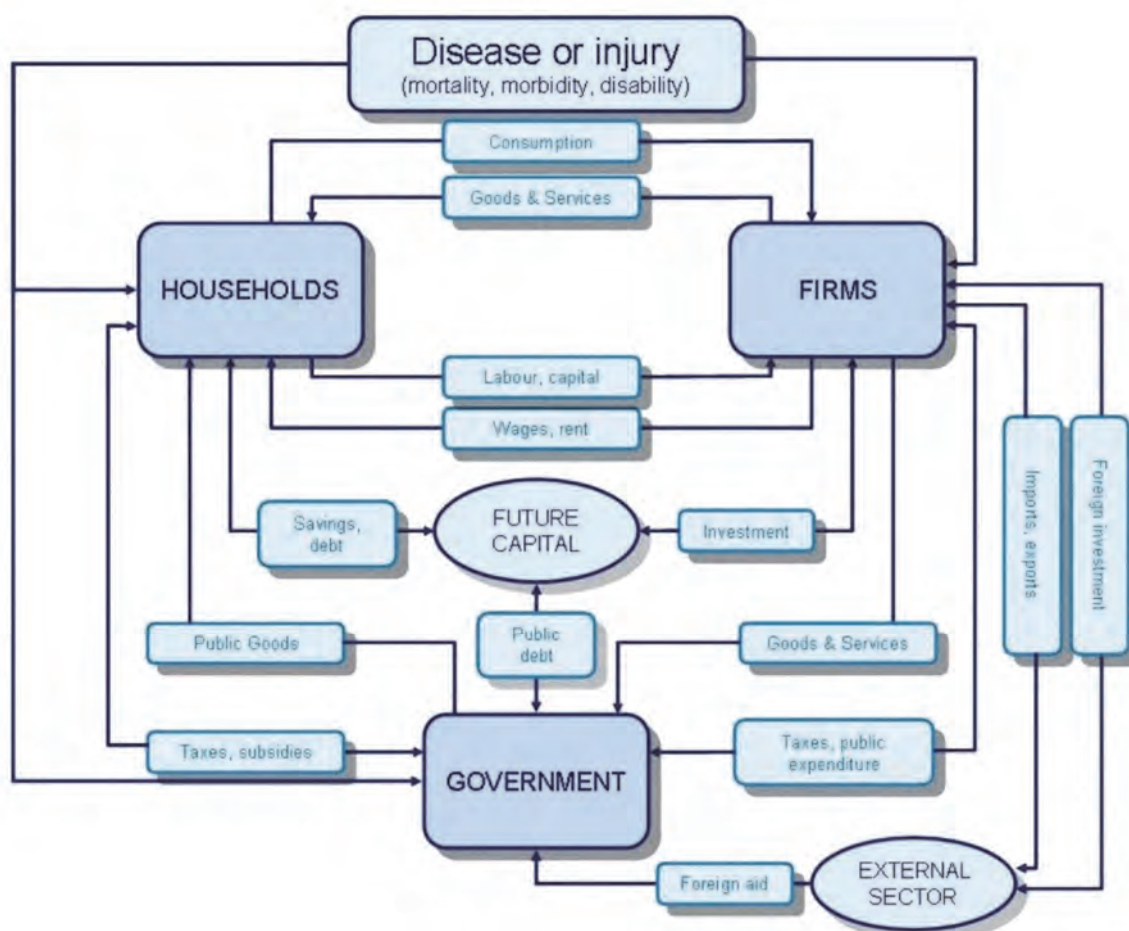 Disease or injury
(mortality, morbidity, disability)
Consumption
Goods & Services
HOUSEHOLDS
FIRMS
Labour, capital
Wages, rent
Imports, exports
Foreign investment
Savings,
debt
FUTURE
CAPITAL
Investment
Public Goods
Public
debt
Goods & Services
Taxes, subsidies
GOVERNMENT
Taxes, public
expenditure
Foreign aid
EXTERNAL
SECTOR